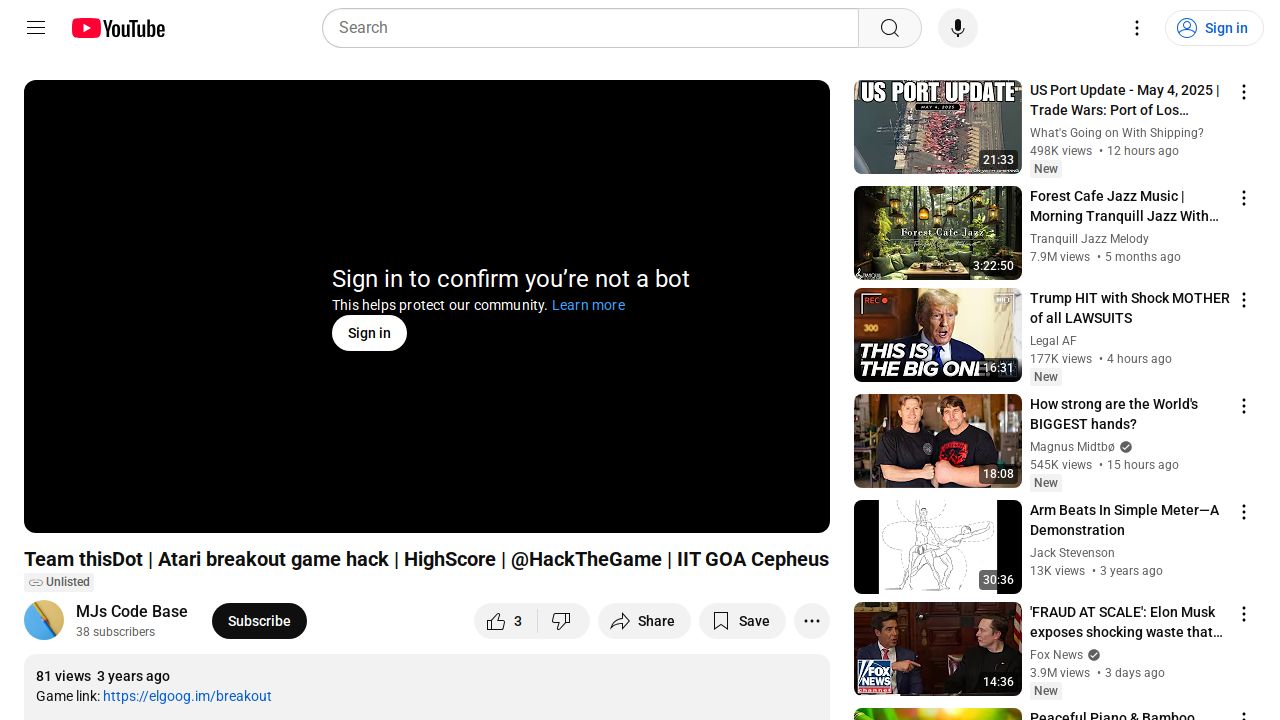 YouTube
Search
Sign in
Sign in to confirm you’re not a bot
This helps protect our community. Learn more
Sign in
Team thisDot | Atari breakout game hack | HighScore | @HackTheGame | IIT GOA Cepheus
Unlisted
MJs Code Base
38 subscribers
Subscribe
3
Share
Save
81 views 3 years ago
Game link: https://elgoog.im/breakout
US PORT UPDATE
MAY 4, 2025
21:33
US Port Update - May 4, 2025 |
Trade Wars: Port of Los…
What's Going on With Shipping?
498K views • 12 hours ago
New
Forest Cafe Jazz
3:22:50
Forest Cafe Jazz Music |
Morning Tranquill Jazz With…
Tranquill Jazz Melody
7.9M views • 5 months ago
REC
300
THIS IS
THE BIG ONE
16:31
Trump HIT with Shock MOTHER
of all LAWSUITS
Legal AF
177K views • 4 hours ago
New
18:08
How strong are the World's
BIGGEST hands?
Magnus Midtbø
545K views • 15 hours ago
New
30:36
Arm Beats In Simple Meter—A
Demonstration
Jack Stevenson
13K views • 3 years ago
FOX
NEWS
channel
14:36
'FRAUD AT SCALE': Elon Musk
exposes shocking waste that…
Fox News
3.9M views • 3 days ago
New
Peaceful Piano & Bamboo